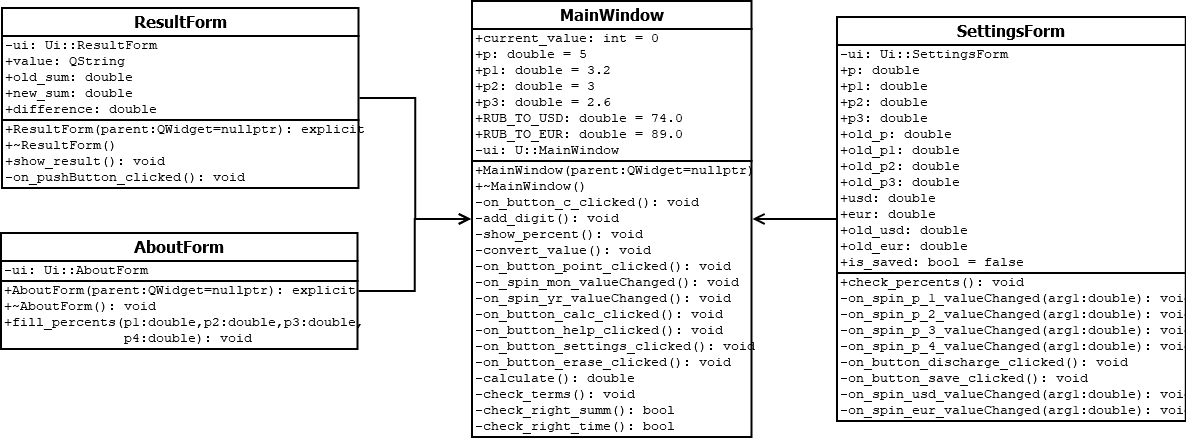 ResultForm
-ui: Ui::ResultForm
+value: QString
+old_sum: double
+new_sum: double
+difference: double
+ResultForm(parent:QWidget=nullptr): explicit
+~ResultForm()
+show_result(): void
-on_pushButton_clicked(): void
AboutForm
-ui: Ui::AboutForm
+AboutForm(parent:QWidget=nullptr): explicit
+~AboutForm(): void
+fill_percents(p1:double,p2:double,p3:double,
p4:double): void
MainWindow
+current_value: int = 0
+p: double = 5
+p1: double = 3.2
+p2: double = 3
+p3: double = 2.6
+RUB_TO_USD: double = 74.0
+RUB_TO_EUR: double = 89.0
-ui: U::MainWindow
+MainWindow(parent:QWidget=nullptr)
+~MainWindow()
-on_button_c_clicked(): void
-add_digit(): void
-show_percent(): void
-convert_value(): void
-on_button_point_clicked(): void
-on_spin_mon_valueChanged(): void
-on_spin_yr_valueChanged(): void
-on_button_calc_clicked(): void
-on_button_help_clicked(): void
-on_button_settings_clicked(): void
-on_button_erase_clicked(): void
-calculate(): double
-check_terms(): void
-check_right_summ(): bool
-check_right_time(): bool
SettingsForm
-ui: Ui::SettingsForm
+p: double
+p1: double
+p2: double
+p3: double
+old_p: double
+old_p1: double
+old_p2: double
+old_p3: double
+usd: double
+eur: double
+old_usd: double
+old_eur: double
+is_saved: bool = false
+check_percents(): void
-on_spin_p_1_valueChanged(arg1:double): void
-on_spin_p_2_valueChanged(arg1:double): void
-on_spin_p_3_valueChanged(arg1:double): void
-on_spin_p_4_valueChanged(arg1:double): void
-on_button_discharge_clicked(): void
-on_button_save_clicked(): void
-on_spin_usd_valueChanged(arg1:double): void
-on_spin_eur_valueChanged(arg1:double): void